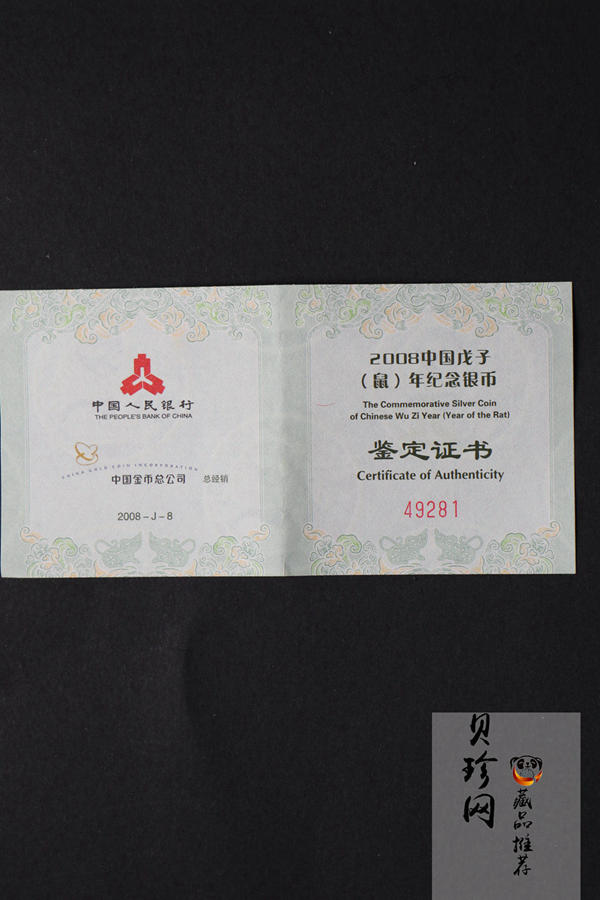 中国人民银行
THE PEOPLE'S BANK OF CHINA
CHINA GOLD COIN INCORPORATION
中国金币总公司 总经销
2008-J-8
2008中国戊子
（鼠）年纪念银币
The Commemorative Silver Coin
of Chinese Wu Zi Year (Year of the Rat)
鉴定证书
Certificate of Authenticity
49281
贝珍网
藏品推荐